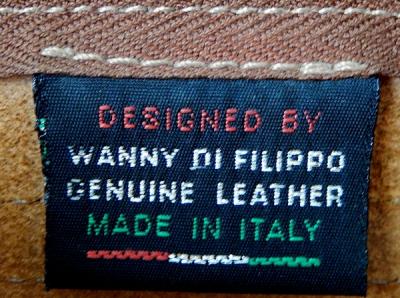 DESIGNED BY
WANNY DI FILIPPO
GENUINE LEATHER
MADE IN ITALY